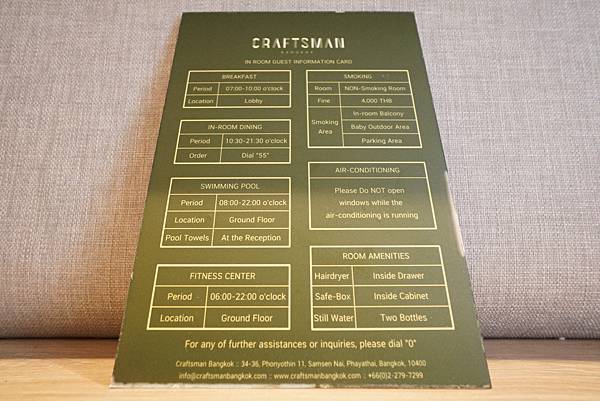 CRAFTSMAN
BANGKOK
IN ROOM GUEST INFORMATION CARD
BREAKFAST
Period 07:00-10:00 o'clock
Location Lobby
IN-ROOM DINING
Period 10:30-21.30 o'clock
Order Dial "55"
SWIMMING POOL
Period 08:00-22:00 o'clock
Location Ground Floor
Pool Towels At the Reception
FITNESS CENTER
Period 06:00-22:00 o'clock
Location Ground Floor
SMOKING
Room NON-Smoking Room
Fine 4,000 THB
Smoking Area
In-room Balcony
Baby Outdoor Area
Parking Area
AIR-CONDITIONING
Please Do NOT open
windows while the
air-conditioning is running
ROOM AMENITIES
Hairdryer Inside Drawer
Safe-Box Inside Cabinet
Still Water Two Bottles
For any of further assistances or inquiries, please dial "0"
Craftsman Bangkok :: 34-36, Phonyothin 11, Samsen Nai, Phayathai, Bangkok, 10400
info@craftsmanbangkok.com :: www.craftsmanbangkok.com :: +66(0)2-279-7299